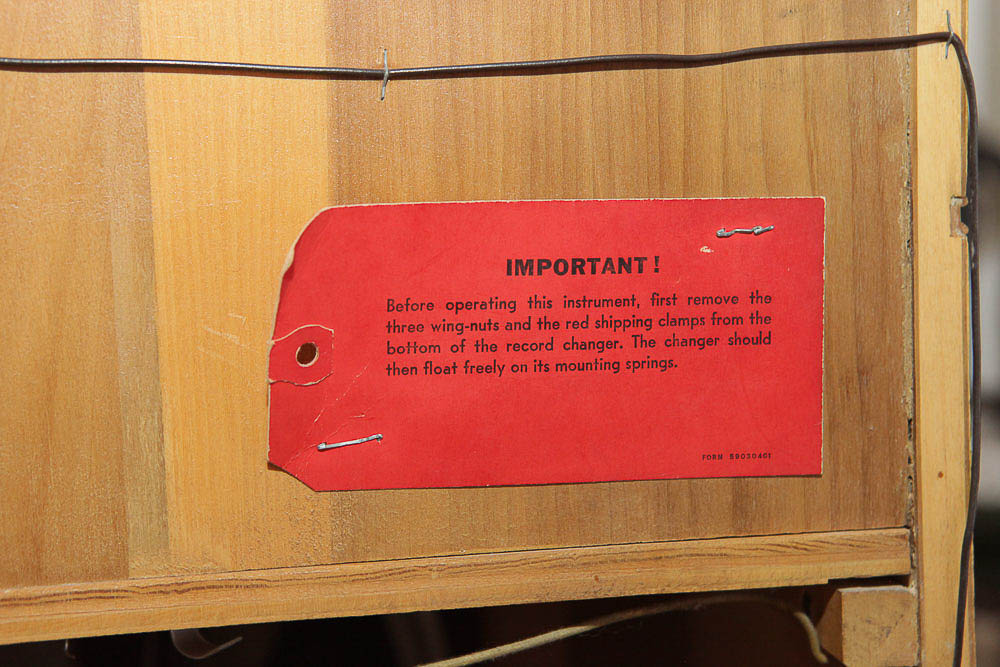 IMPORTANT!
Before operating this instrument, first remove the
three wing-nuts and the red shipping clamps from the
bottom of the record changer. The changer should
then float freely on its mounting springs.
FORM 59030401